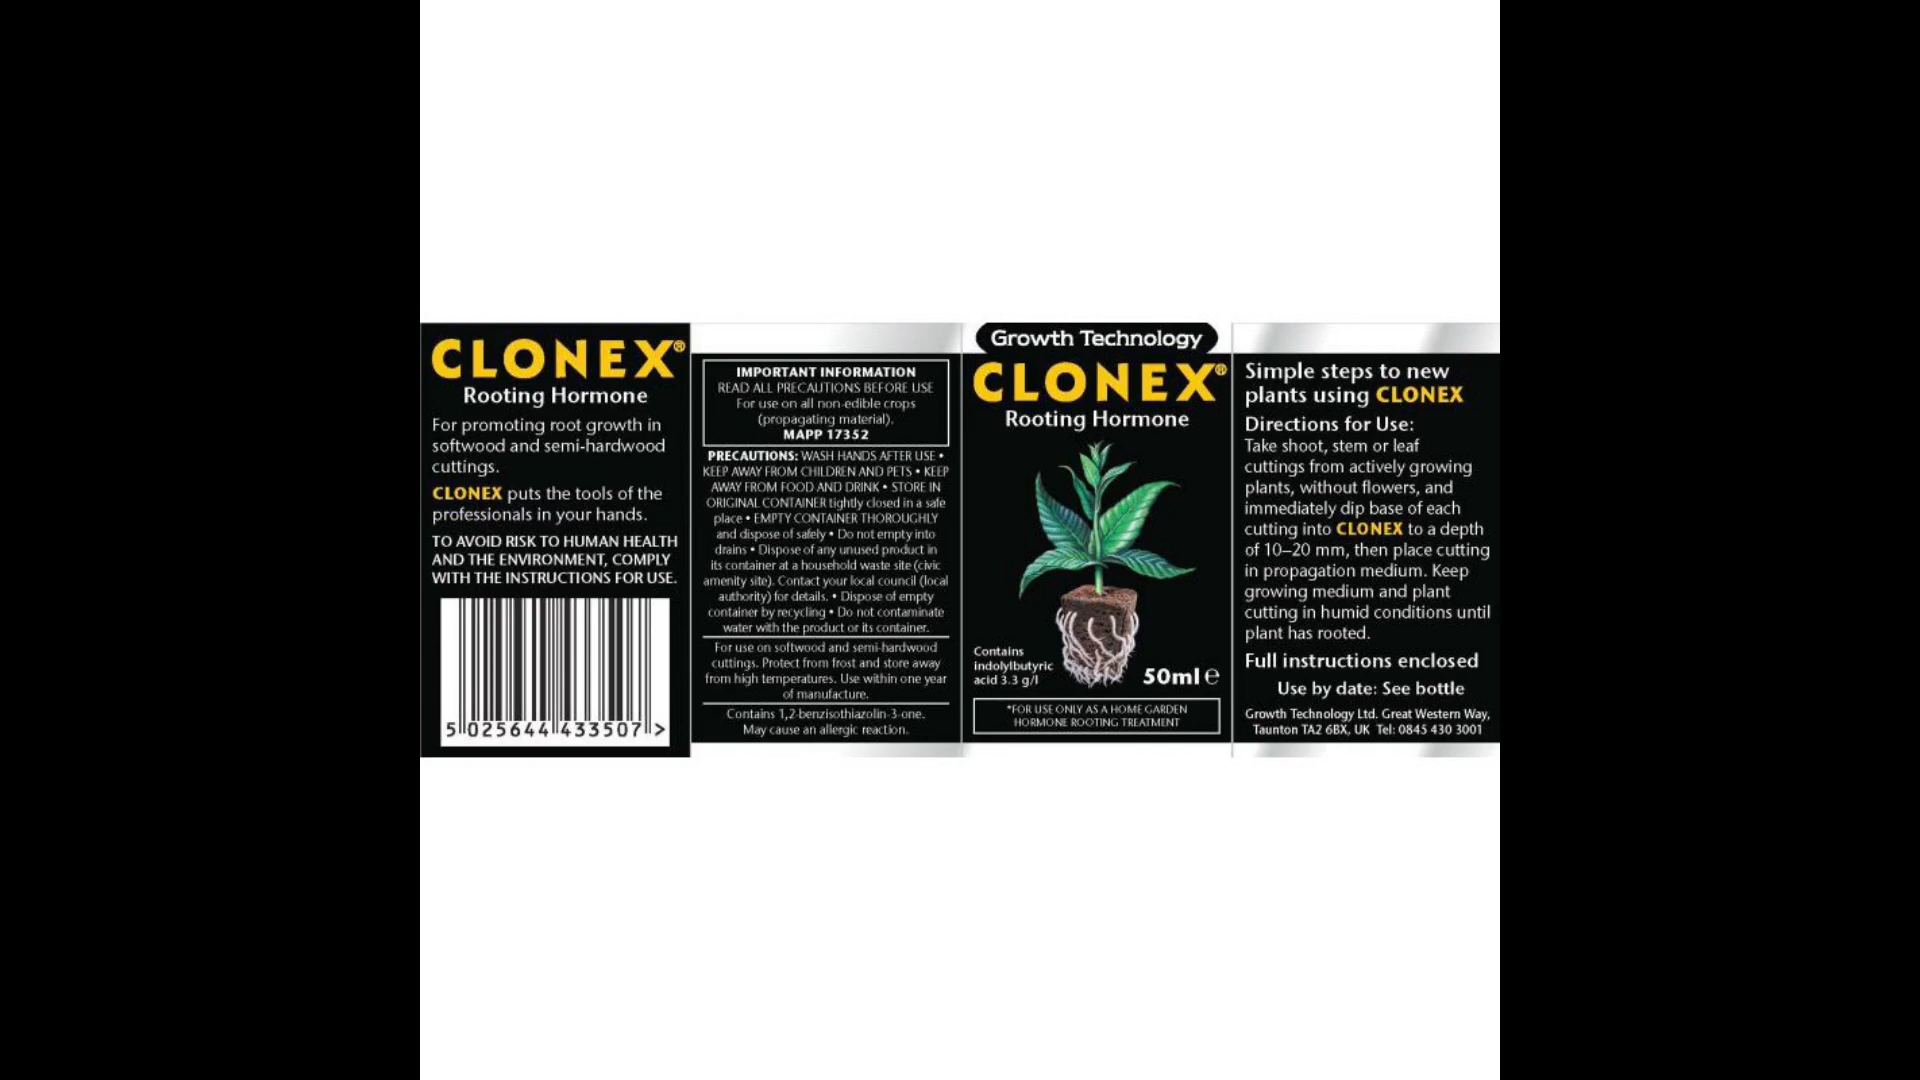 CLONEX®
Rooting Hormone
For promoting root growth in
softwood and semi-hardwood
cuttings.
CLONEX puts the tools of the
professionals in your hands.
TO AVOID RISK TO HUMAN HEALTH
AND THE ENVIRONMENT, COMPLY
WITH THE INSTRUCTIONS FOR USE.
5 025644 433507 >
IMPORTANT INFORMATION
READ ALL PRECAUTIONS BEFORE USE
For use on all non-edible crops
(propagating material).
MAPP 17352
PRECAUTIONS: WASH HANDS AFTER USE •
KEEP AWAY FROM CHILDREN AND PETS • KEEP
AWAY FROM FOOD AND DRINK • STORE IN
ORIGINAL CONTAINER tightly closed in a safe
place • EMPTY CONTAINER THOROUGHLY
and dispose of safely • Do not empty into
drains • Dispose of any unused product in
its container at a household waste site (civic
amenity site). Contact your local council (local
authority) for details. • Dispose of empty
container by recycling • Do not contaminate
water with the product or its container.
For use on softwood and semi-hardwood
cuttings. Protect from frost and store away
from high temperatures. Use within one year
of manufacture.
Contains 1,2-benzisothiazolin-3-one.
May cause an allergic reaction.
Growth Technology
CLONEX®
Rooting Hormone
Contains
indolylbutyric
acid 3.3 g/l
50ml ℮
*FOR USE ONLY AS A HOME GARDEN
HORMONE ROOTING TREATMENT
Simple steps to new
plants using CLONEX
Directions for Use:
Take shoot, stem or leaf
cuttings from actively growing
plants, without flowers, and
immediately dip base of each
cutting into CLONEX to a depth
of 10–20 mm, then place cutting
in propagation medium. Keep
growing medium and plant
cutting in humid conditions until
plant has rooted.
Full instructions enclosed
Use by date: See bottle
Growth Technology Ltd. Great Western Way,
Taunton TA2 6BX, UK Tel: 0845 430 3001